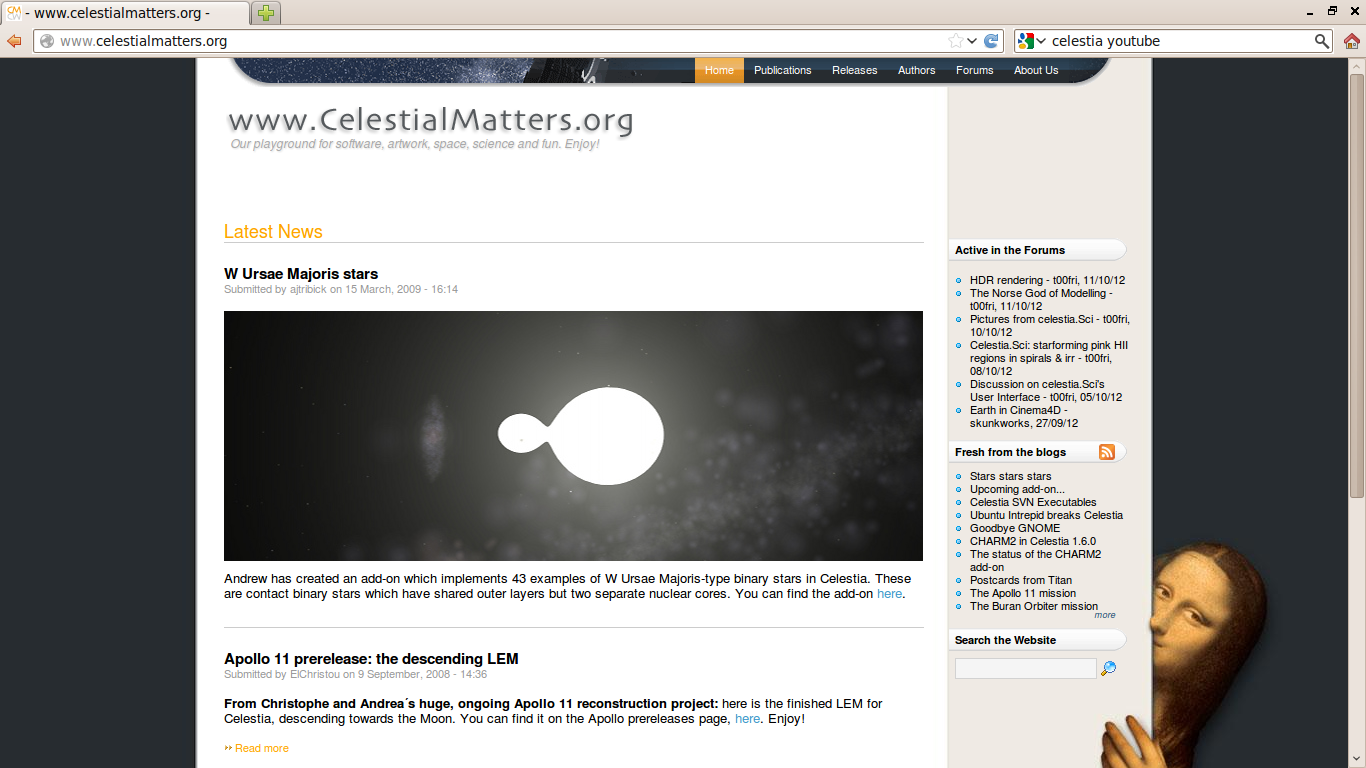 - www.celestialmatters.org -
www.celestialmatters.org
celestia youtube
Home
Publications
Releases
Authors
Forums
About Us
www.CelestialMatters.org
Our playground for software, artwork, space, science and fun. Enjoy!
Latest News
W Ursae Majoris stars
Submitted by ajtribick on 15 March, 2009 - 16:14
Andrew has created an add-on which implements 43 examples of W Ursae Majoris-type binary stars in Celestia. These
are contact binary stars which have shared outer layers but two separate nuclear cores. You can find the add-on here.
Apollo 11 prerelease: the descending LEM
Submitted by ElChristou on 9 September, 2008 - 14:36
From Christophe and Andrea´s huge, ongoing Apollo 11 reconstruction project: here is the finished LEM for
Celestia, descending towards the Moon. You can find it on the Apollo prereleases page, here. Enjoy!
Read more
Active in the Forums
HDR rendering - t00fri, 11/10/12
The Norse God of Modelling -
t00fri, 11/10/12
Pictures from celestia.Sci - t00fri,
10/10/12
Celestia.Sci: starforming pink HII
regions in spirals & irr - t00fri,
08/10/12
Discussion on celestia.Sci's
User Interface - t00fri, 05/10/12
Earth in Cinema4D -
skunkworks, 27/09/12
Fresh from the blogs
Stars stars stars
Upcoming add-on...
Celestia SVN Executables
Ubuntu Intrepid breaks Celestia
Goodbye GNOME
CHARM2 in Celestia 1.6.0
The status of the CHARM2
add-on
Postcards from Titan
The Apollo 11 mission
The Buran Orbiter mission
more
Search the Website